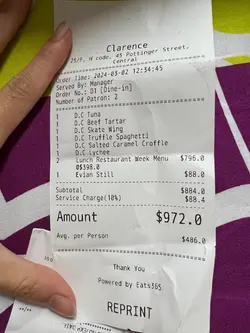 Clarence
25/F, H code, 45 Pottinger Street,
Central
Order Time: 2024-03-02 12:34:45
Served By: Manager
Order No.: D1 [Dine-in]
Number of Patron: 2
1 D.C Tuna
1 D.C Beef Tartar
1 D.C Skate Wing
1 D.C Truffle Spaghetti
1 D.C Salted Caramel Croffle
1 D.C Lychee
2 Lunch Restaurant Week Menu $796.0
@$398.0
1 Evian Still $88.0
Subtotal $884.0
Service Charge(10%) $88.4
Amount $972.0
Avg. per Person $486.0
Thank You
Powered by Eats365
REPRINT